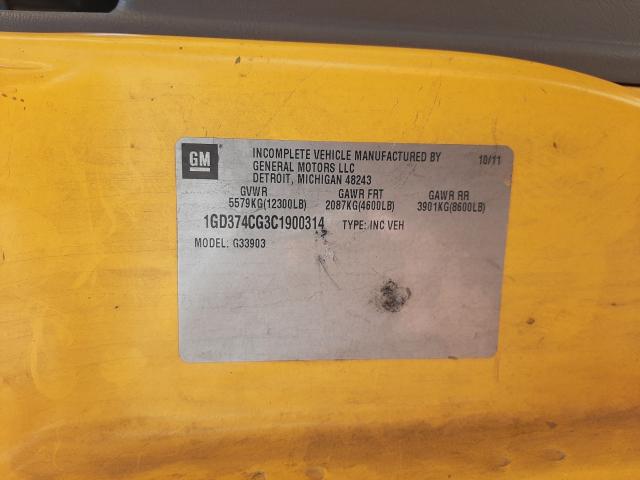 GM
INCOMPLETE VEHICLE MANUFACTURED BY 10/11
GENERAL MOTORS LLC
DETROIT, MICHIGAN 48243
GVWR GAWR FRT GAWR RR
5579KG(12300LB) 2087KG(4600LB) 3901KG(8600LB)
1GD374CG3C1900314 TYPE: INC VEH
MODEL: G33903